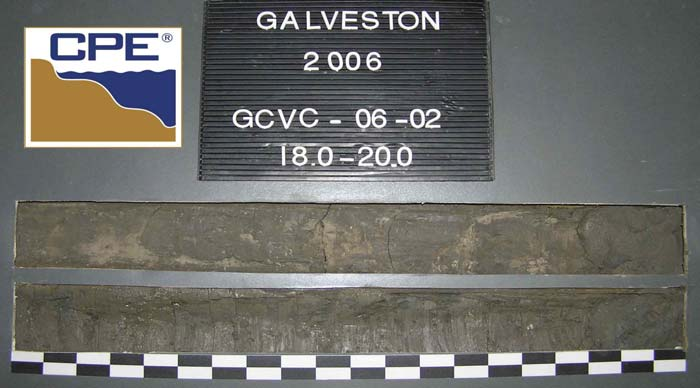 CPE®
GALVESTON
2006
GCVC - 06-02
18.0-20.0